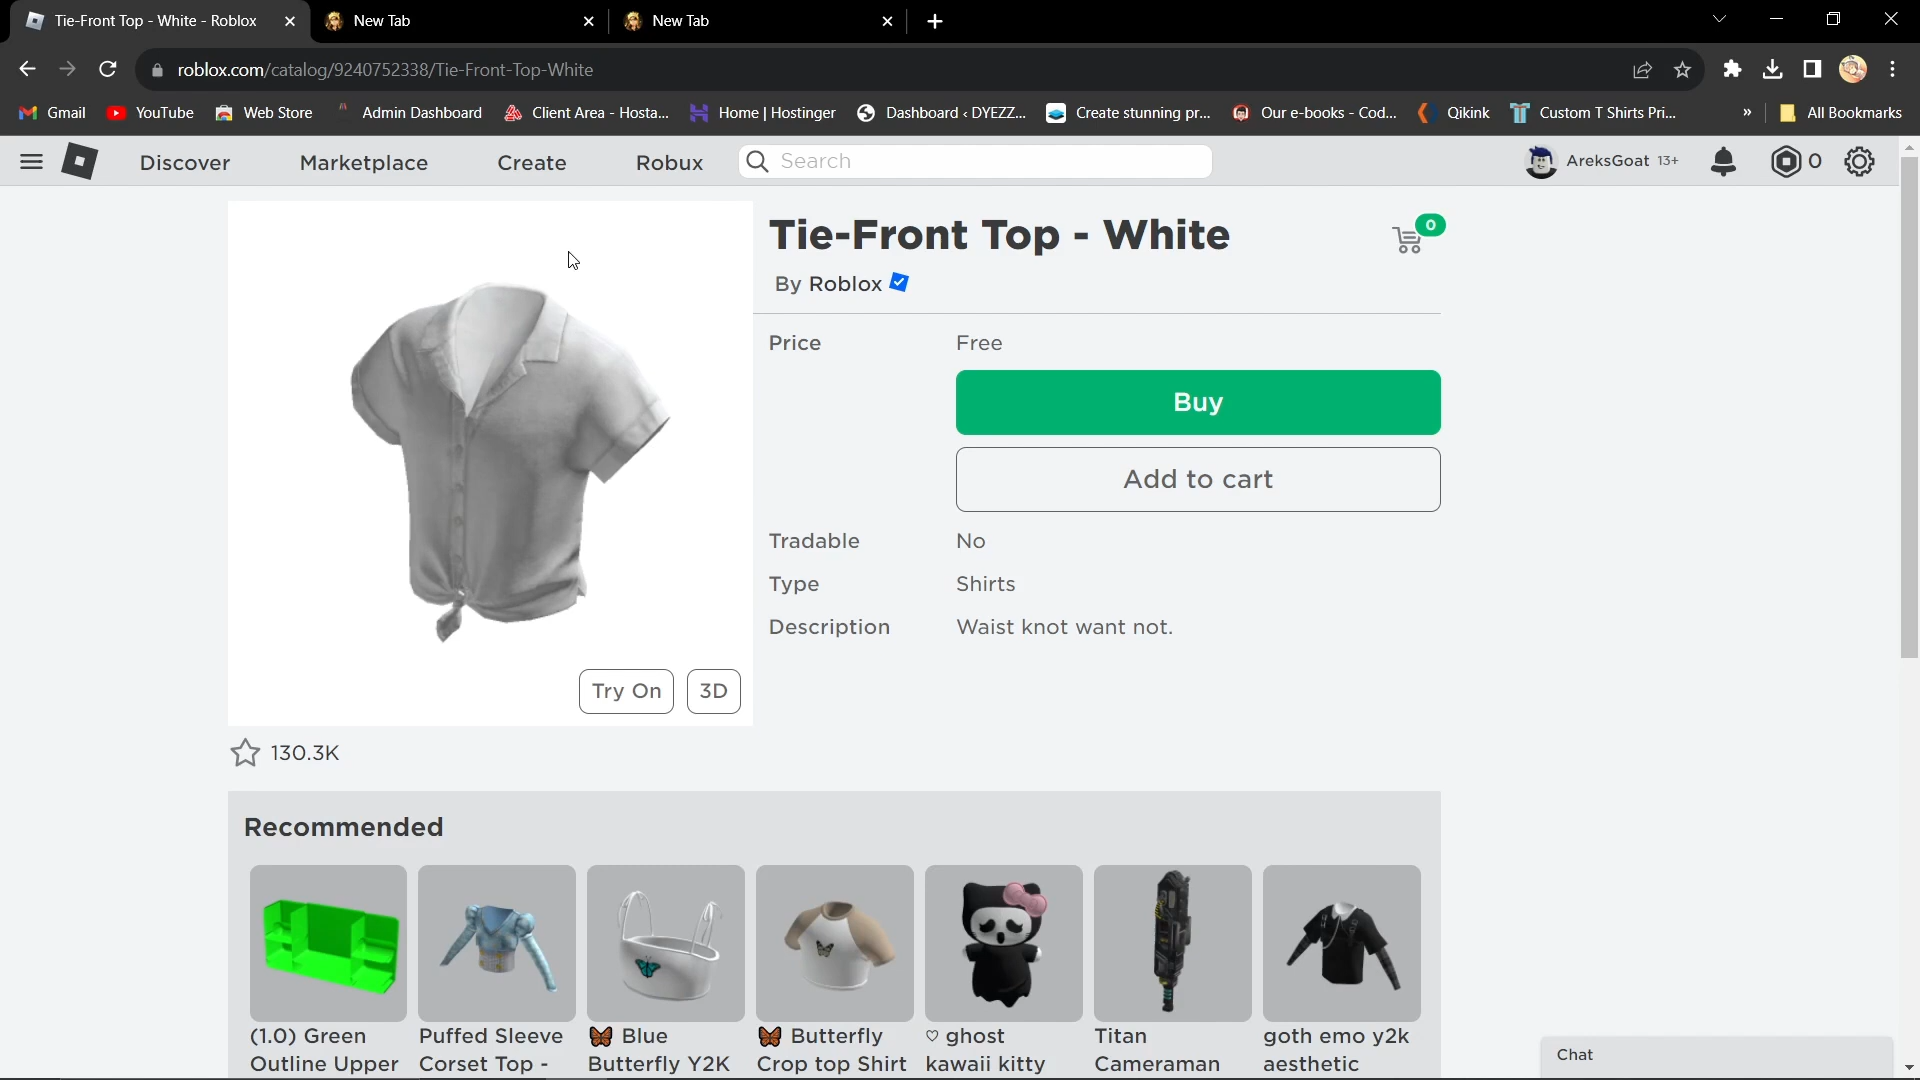 Tie-Front Top - White - Roblox
New Tab
New Tab
roblox.com/catalog/9240752338/Tie-Front-Top-White
Gmail
YouTube
Web Store
Admin Dashboard
Client Area - Hosta...
Home | Hostinger
Dashboard ‹ DYEZZ...
Create stunning pr...
Our e-books - Cod...
Qikink
Custom T Shirts Pri...
»
All Bookmarks
Discover
Marketplace
Create
Robux
Search
AreksGoat 13+
0
Tie-Front Top - White
0
By Roblox
Price
Free
Buy
Add to cart
Tradable
No
Type
Shirts
Description
Waist knot want not.
Try On
3D
130.3K
Recommended
(1.0) Green
Outline Upper
Puffed Sleeve
Corset Top -
🦋 Blue
Butterfly Y2K
🦋 Butterfly
Crop top Shirt
♡ ghost
kawaii kitty
Titan
Cameraman
goth emo y2k
aesthetic
Chat